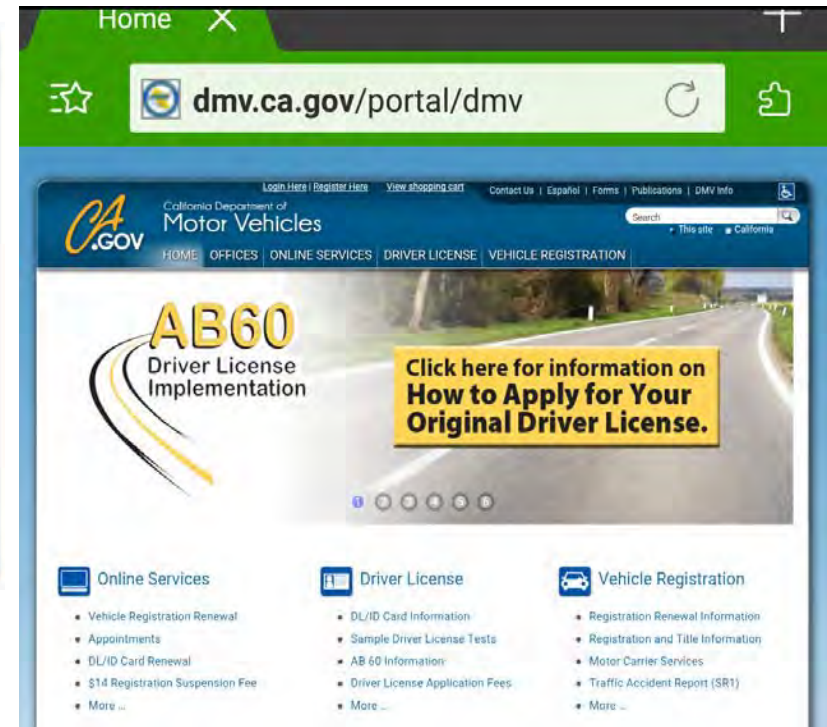 Home
dmv.ca.gov/portal/dmv
Login Here | Register Here View shopping cart Contact Us | Español | Forms | Publications | DMV Info
CA
.GOV
California Department of
Motor Vehicles
Search
This site California
HOME OFFICES ONLINE SERVICES DRIVER LICENSE VEHICLE REGISTRATION
AB60
Driver License
Implementation
Click here for information on
How to Apply for Your
Original Driver License.
1 2 3 4 5 6
Online Services
Vehicle Registration Renewal
Appointments
DL/ID Card Renewal
$14 Registration Suspension Fee
More ...
Driver License
DL/ID Card Information
Sample Driver License Tests
AB 60 Information
Driver License Application Fees
More ...
Vehicle Registration
Registration Renewal Information
Registration and Title Information
Motor Carrier Services
Traffic Accident Report (SR1)
More ...